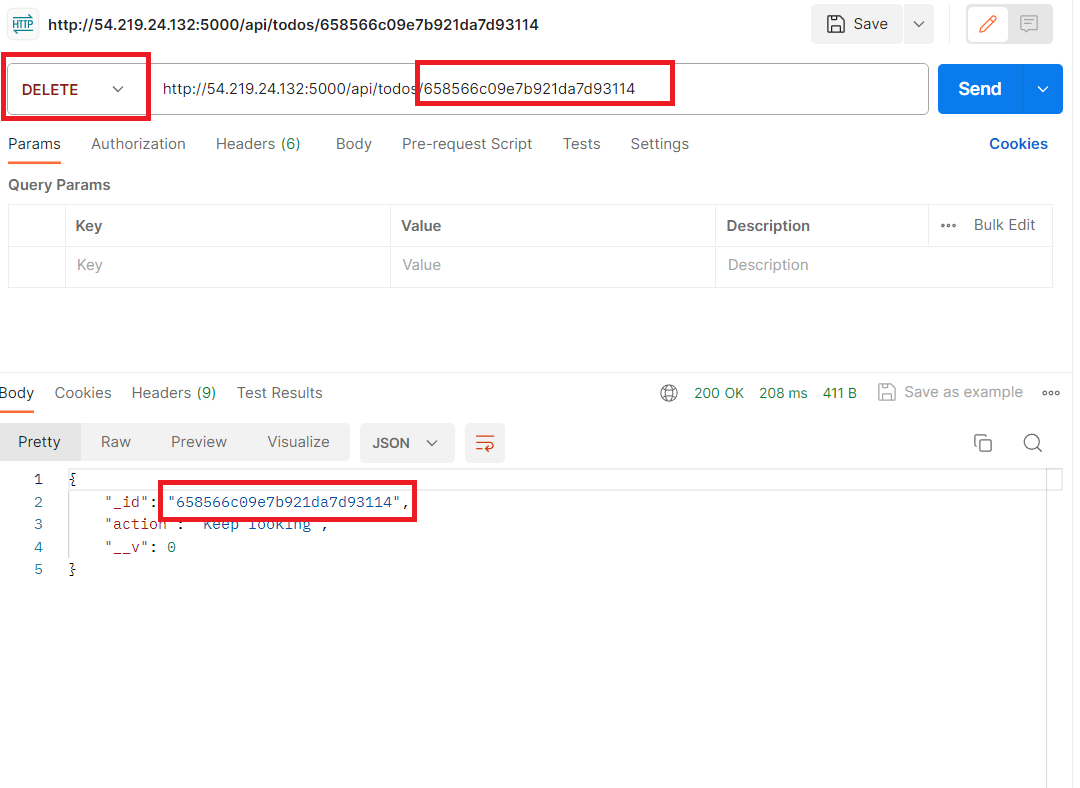 HTTP http://54.219.24.132:5000/api/todos/658566c09e7b921da7d93114 Save
DELETE http://54.219.24.132:5000/api/todos/658566c09e7b921da7d93114 Send
Params Authorization Headers (6) Body Pre-request Script Tests Settings Cookies
Query Params
Key Value Description Bulk Edit
Key Value Description
Body Cookies Headers (9) Test Results 200 OK 208 ms 411 B Save as example
Pretty Raw Preview Visualize JSON
1 {
2 "_id": "658566c09e7b921da7d93114",
3 "action": "Keep looking",
4 "__v": 0
5 }